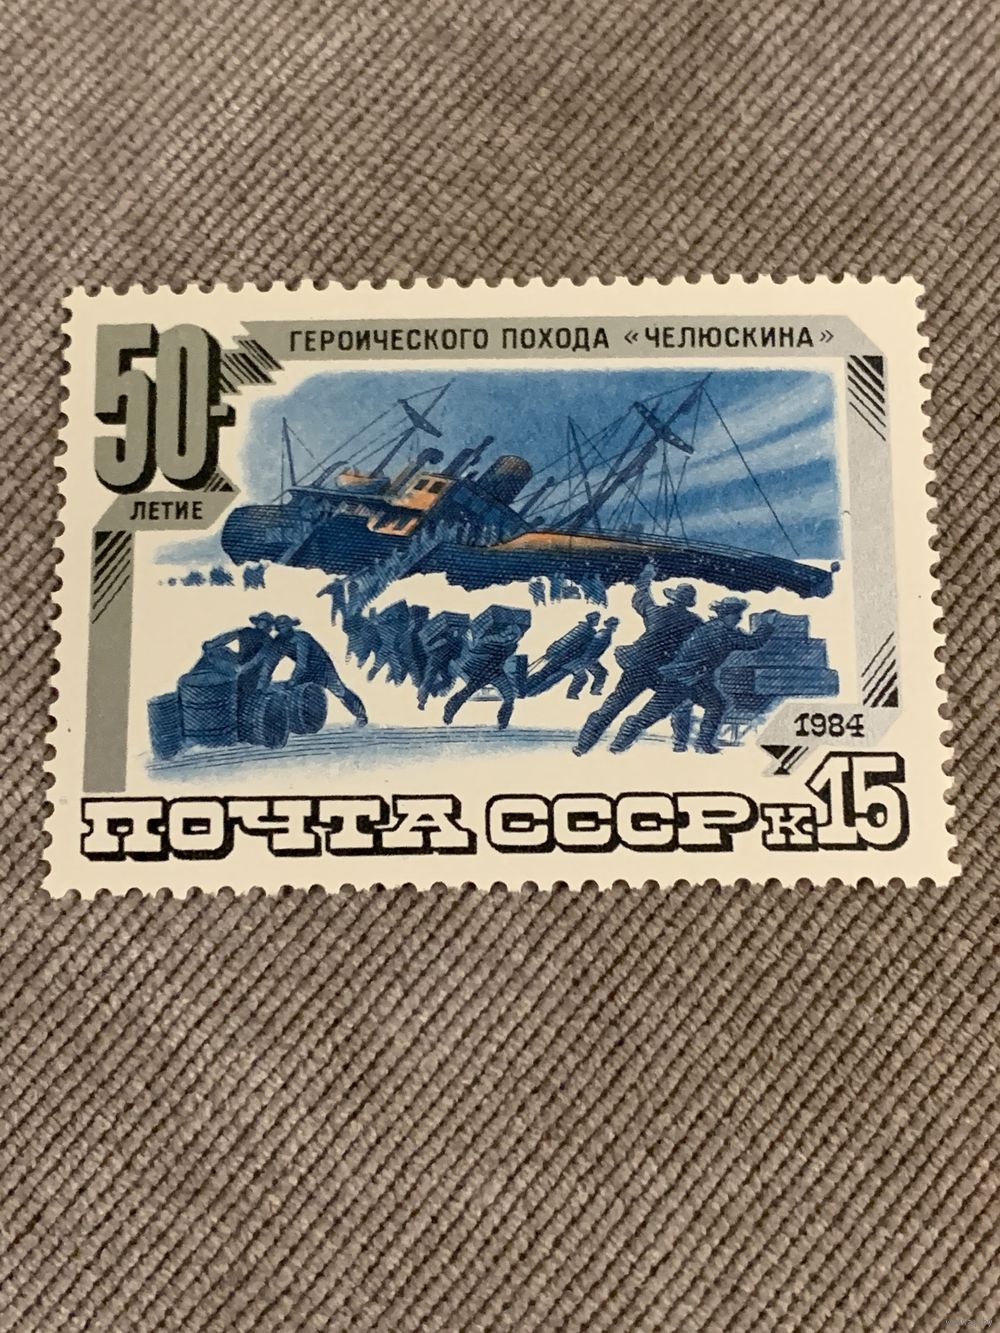 50-
ЛЕТИЕ
ГЕРОИЧЕСКОГО ПОХОДА «ЧЕЛЮСКИНА»
1984
ПОЧТА СССР К15